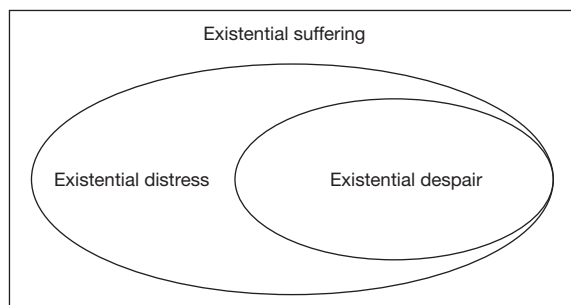 Existential suffering
Existential distress
Existential despair